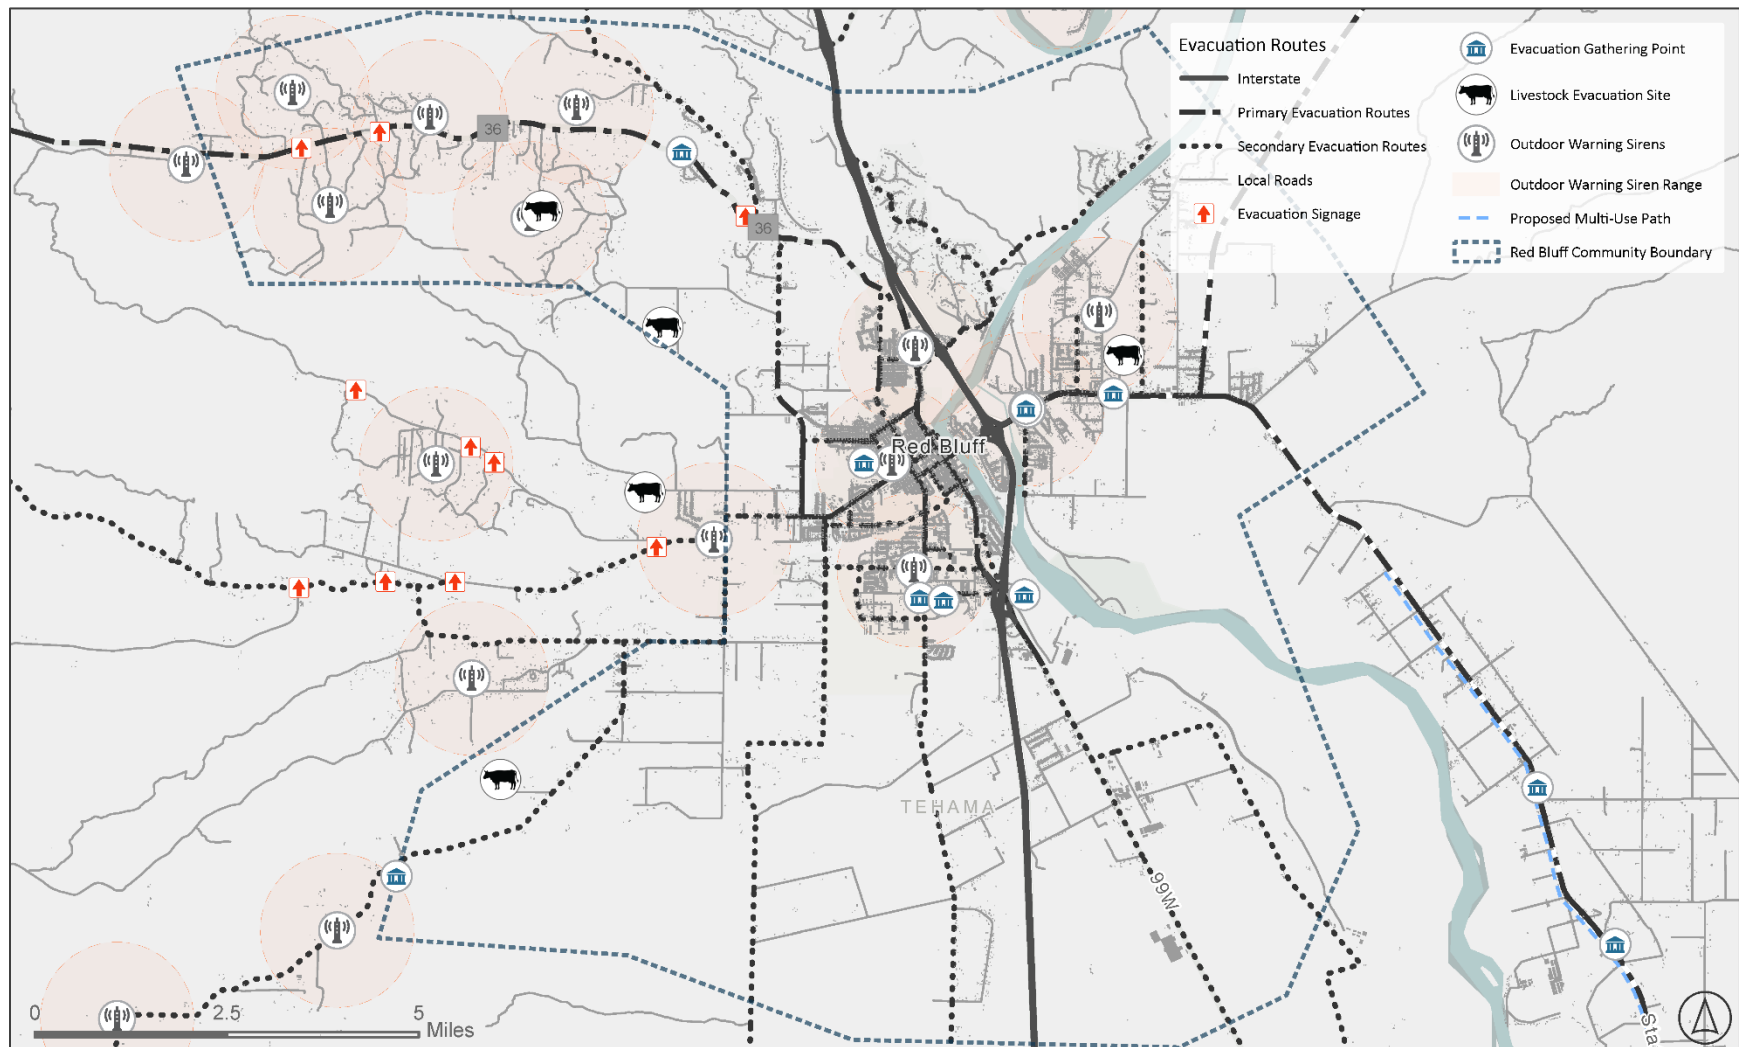 Evacuation Routes
Interstate
Primary Evacuation Routes
Secondary Evacuation Routes
Local Roads
Evacuation Signage
Evacuation Gathering Point
Livestock Evacuation Site
Outdoor Warning Sirens
Outdoor Warning Siren Range
Proposed Multi-Use Path
Red Bluff Community Boundary
36
36
Red Bluff
TEHAMA
99W
0 2.5 5
Miles